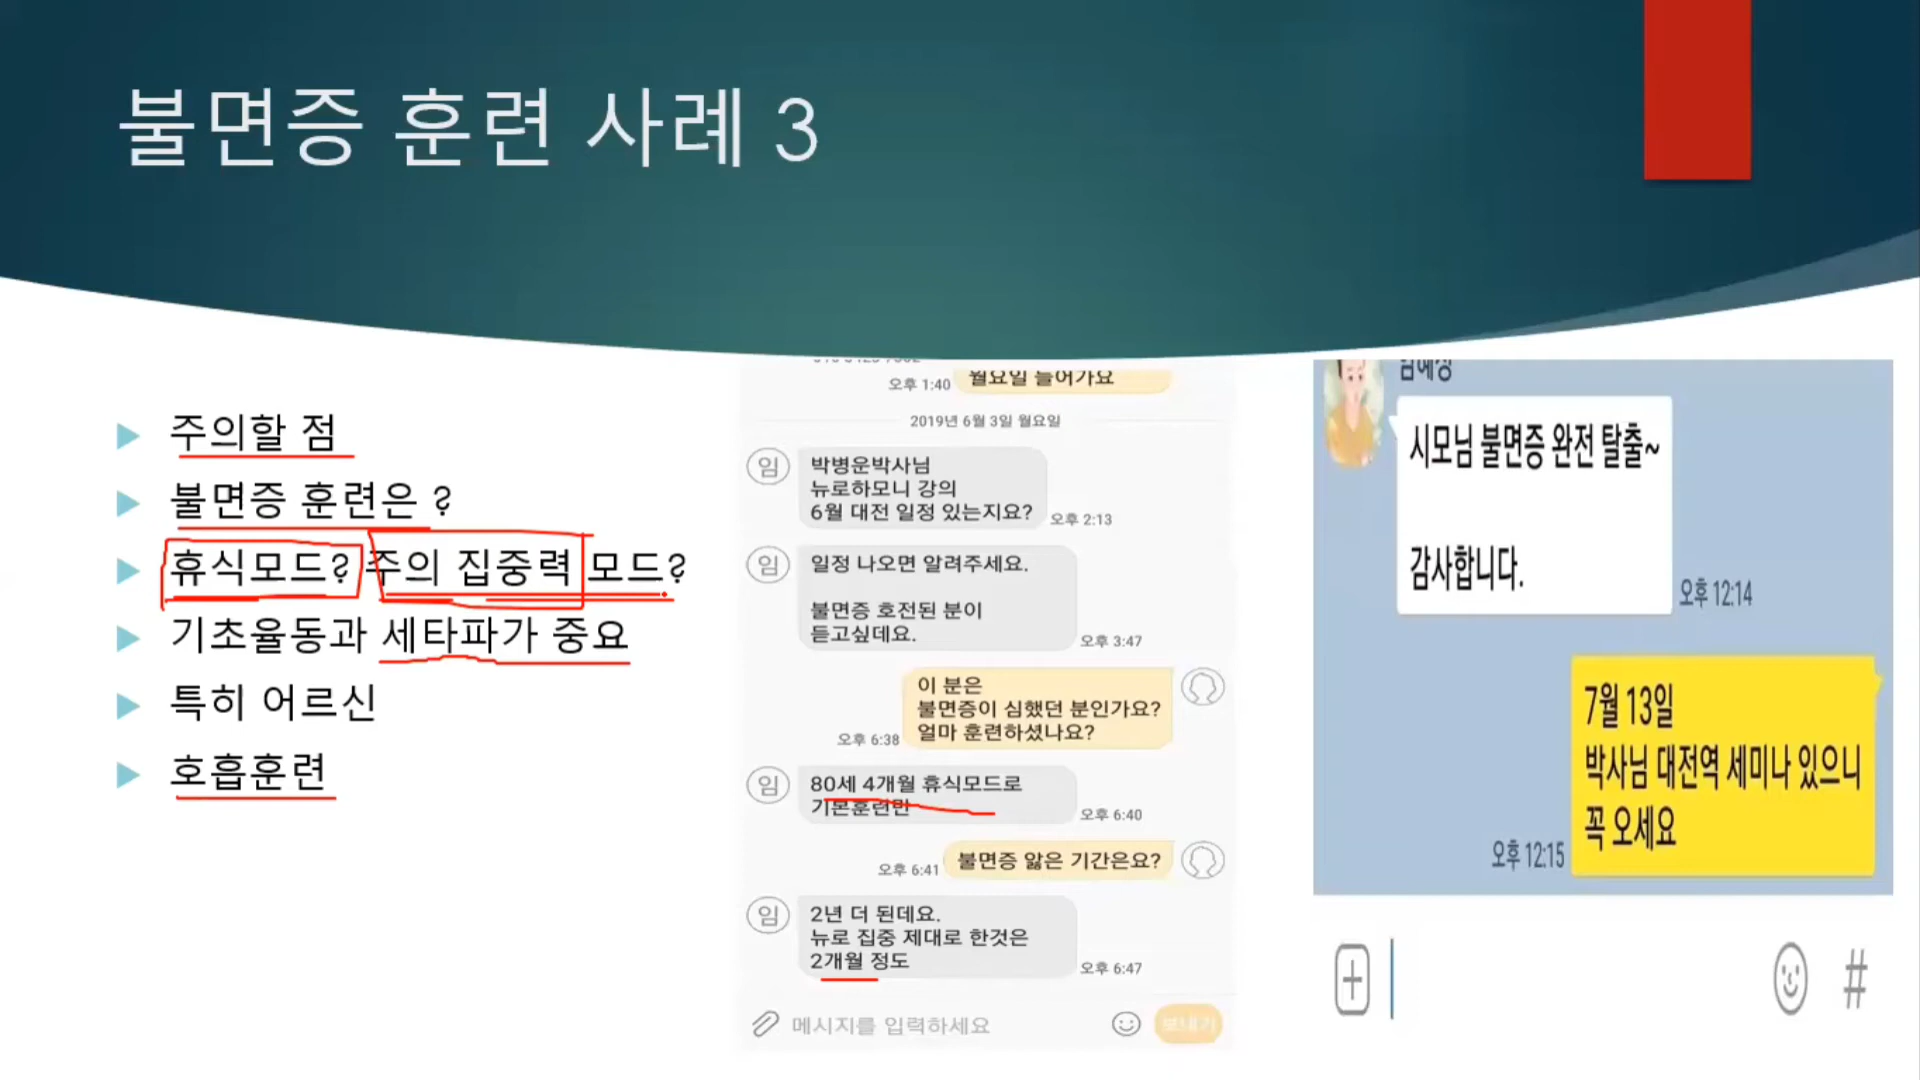 불면증 훈련 사례 3
주의할 점
불면증 훈련은 ?
휴식모드? 주의 집중력 모드?
기초율동과 세타파가 중요
특히 어르신
호흡훈련
오후 1:40
월요일 들어가요
2019년 6월 3일 월요일
임
박병운박사님
뉴로하모니 강의
6월 대전 일정 있는지요?
오후 2:13
임
일정 나오면 알려주세요.
불면증 호전된 분이
듣고싶데요.
오후 3:47
이 분은
불면증이 심했던 분인가요?
얼마 훈련하셨나요?
오후 6:38
임
80세 4개월 휴식모드로
기본훈련만
오후 6:40
불면증 앓은 기간은요?
오후 6:41
임
2년 더 된데요.
뉴로 집중 제대로 한것은
2개월 정도
오후 6:47
메시지를 입력하세요
보내기
시모님 불면증 완전 탈출~
감사합니다.
오후 12:14
7월 13일
박사님 대전역 세미나 있으니
꼭 오세요
오후 12:15
#